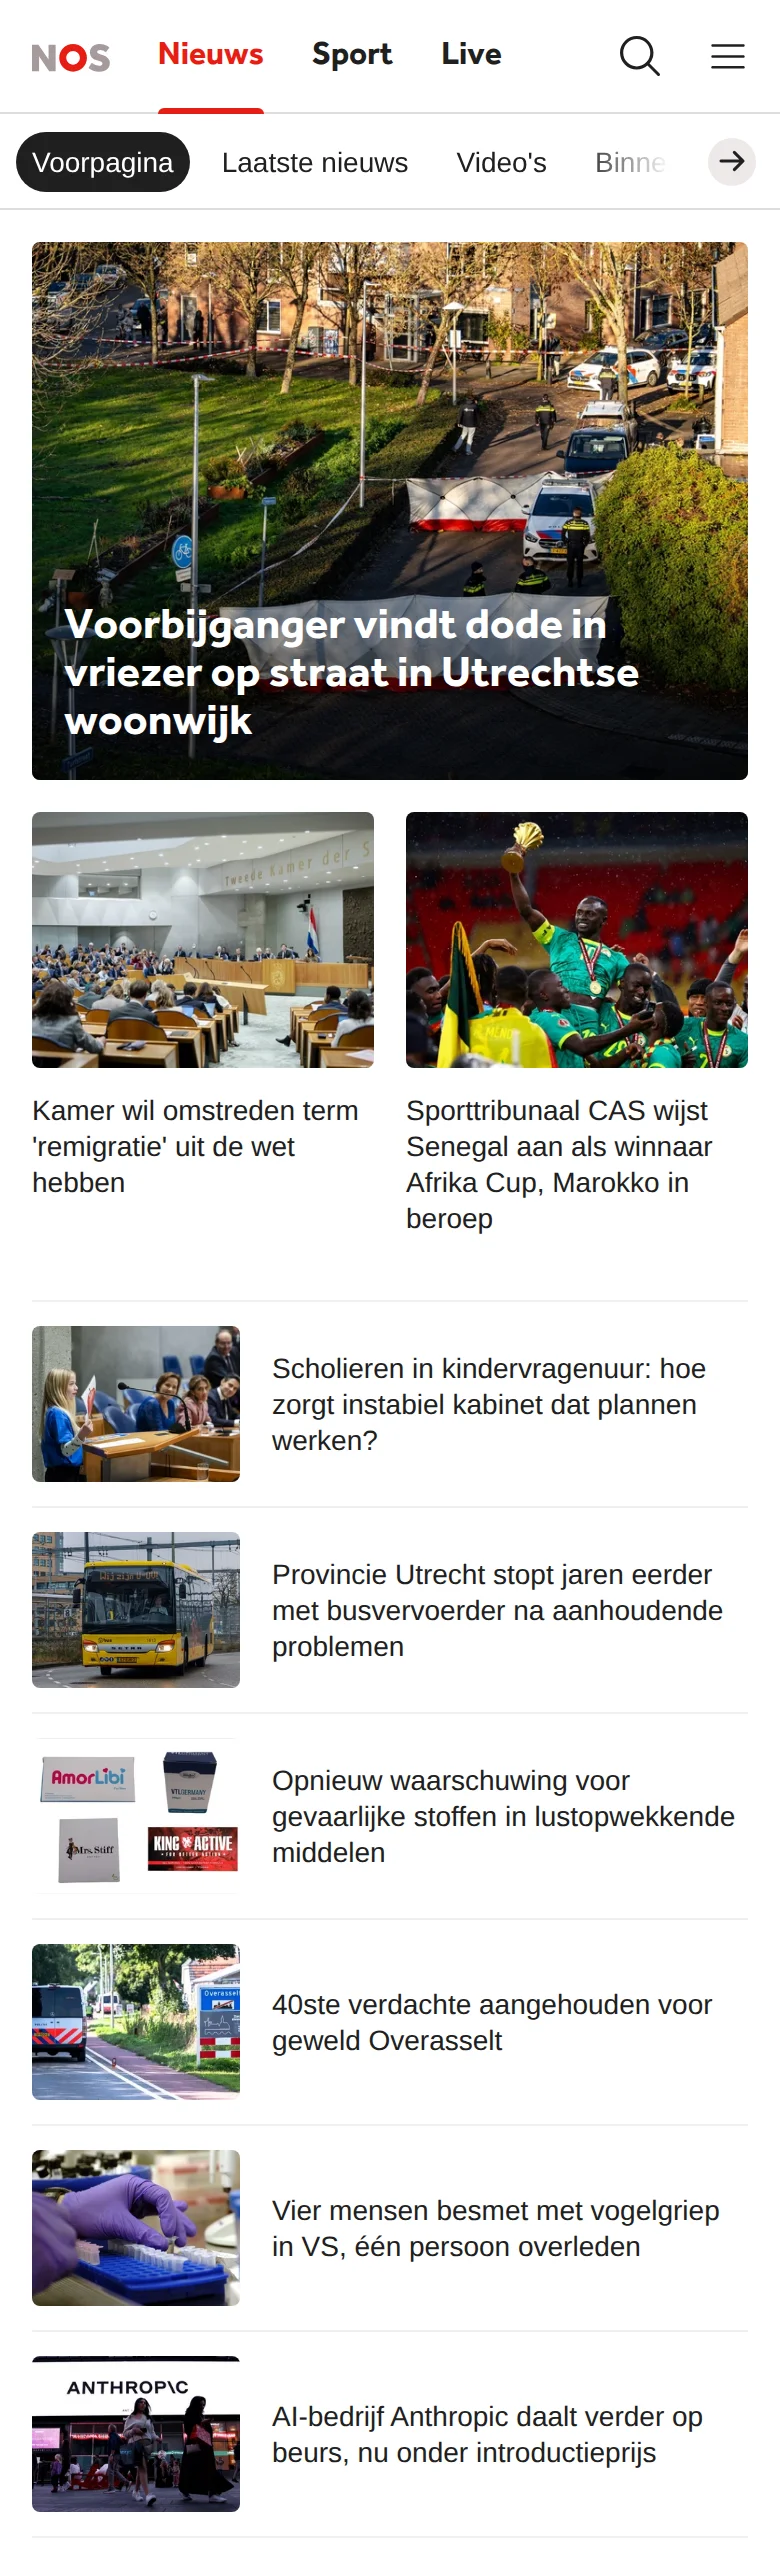 NOS Nieuws Sport Live
Voorpagina Laatste nieuws Video's Binne
Voorbijganger vindt dode in
vriezer op straat in Utrechtse
woonwijk
Tweede Kamer der S
Kamer wil omstreden term
'remigratie' uit de wet
hebben
Sporttribunaal CAS wijst
Senegal aan als winnaar
Afrika Cup, Marokko in
beroep
Scholieren in kindervragenuur: hoe
zorgt instabiel kabinet dat plannen
werken?
Provincie Utrecht stopt jaren eerder
met busvervoerder na aanhoudende
problemen
AmorLibi
VTLGERMANY
Mrs. Stiff
KING ACTIVE
Opnieuw waarschuwing voor
gevaarlijke stoffen in lustopwekkende
middelen
Overasselt
40ste verdachte aangehouden voor
geweld Overasselt
Vier mensen besmet met vogelgriep
in VS, één persoon overleden
ANTHROP\C
AI-bedrijf Anthropic daalt verder op
beurs, nu onder introductieprijs